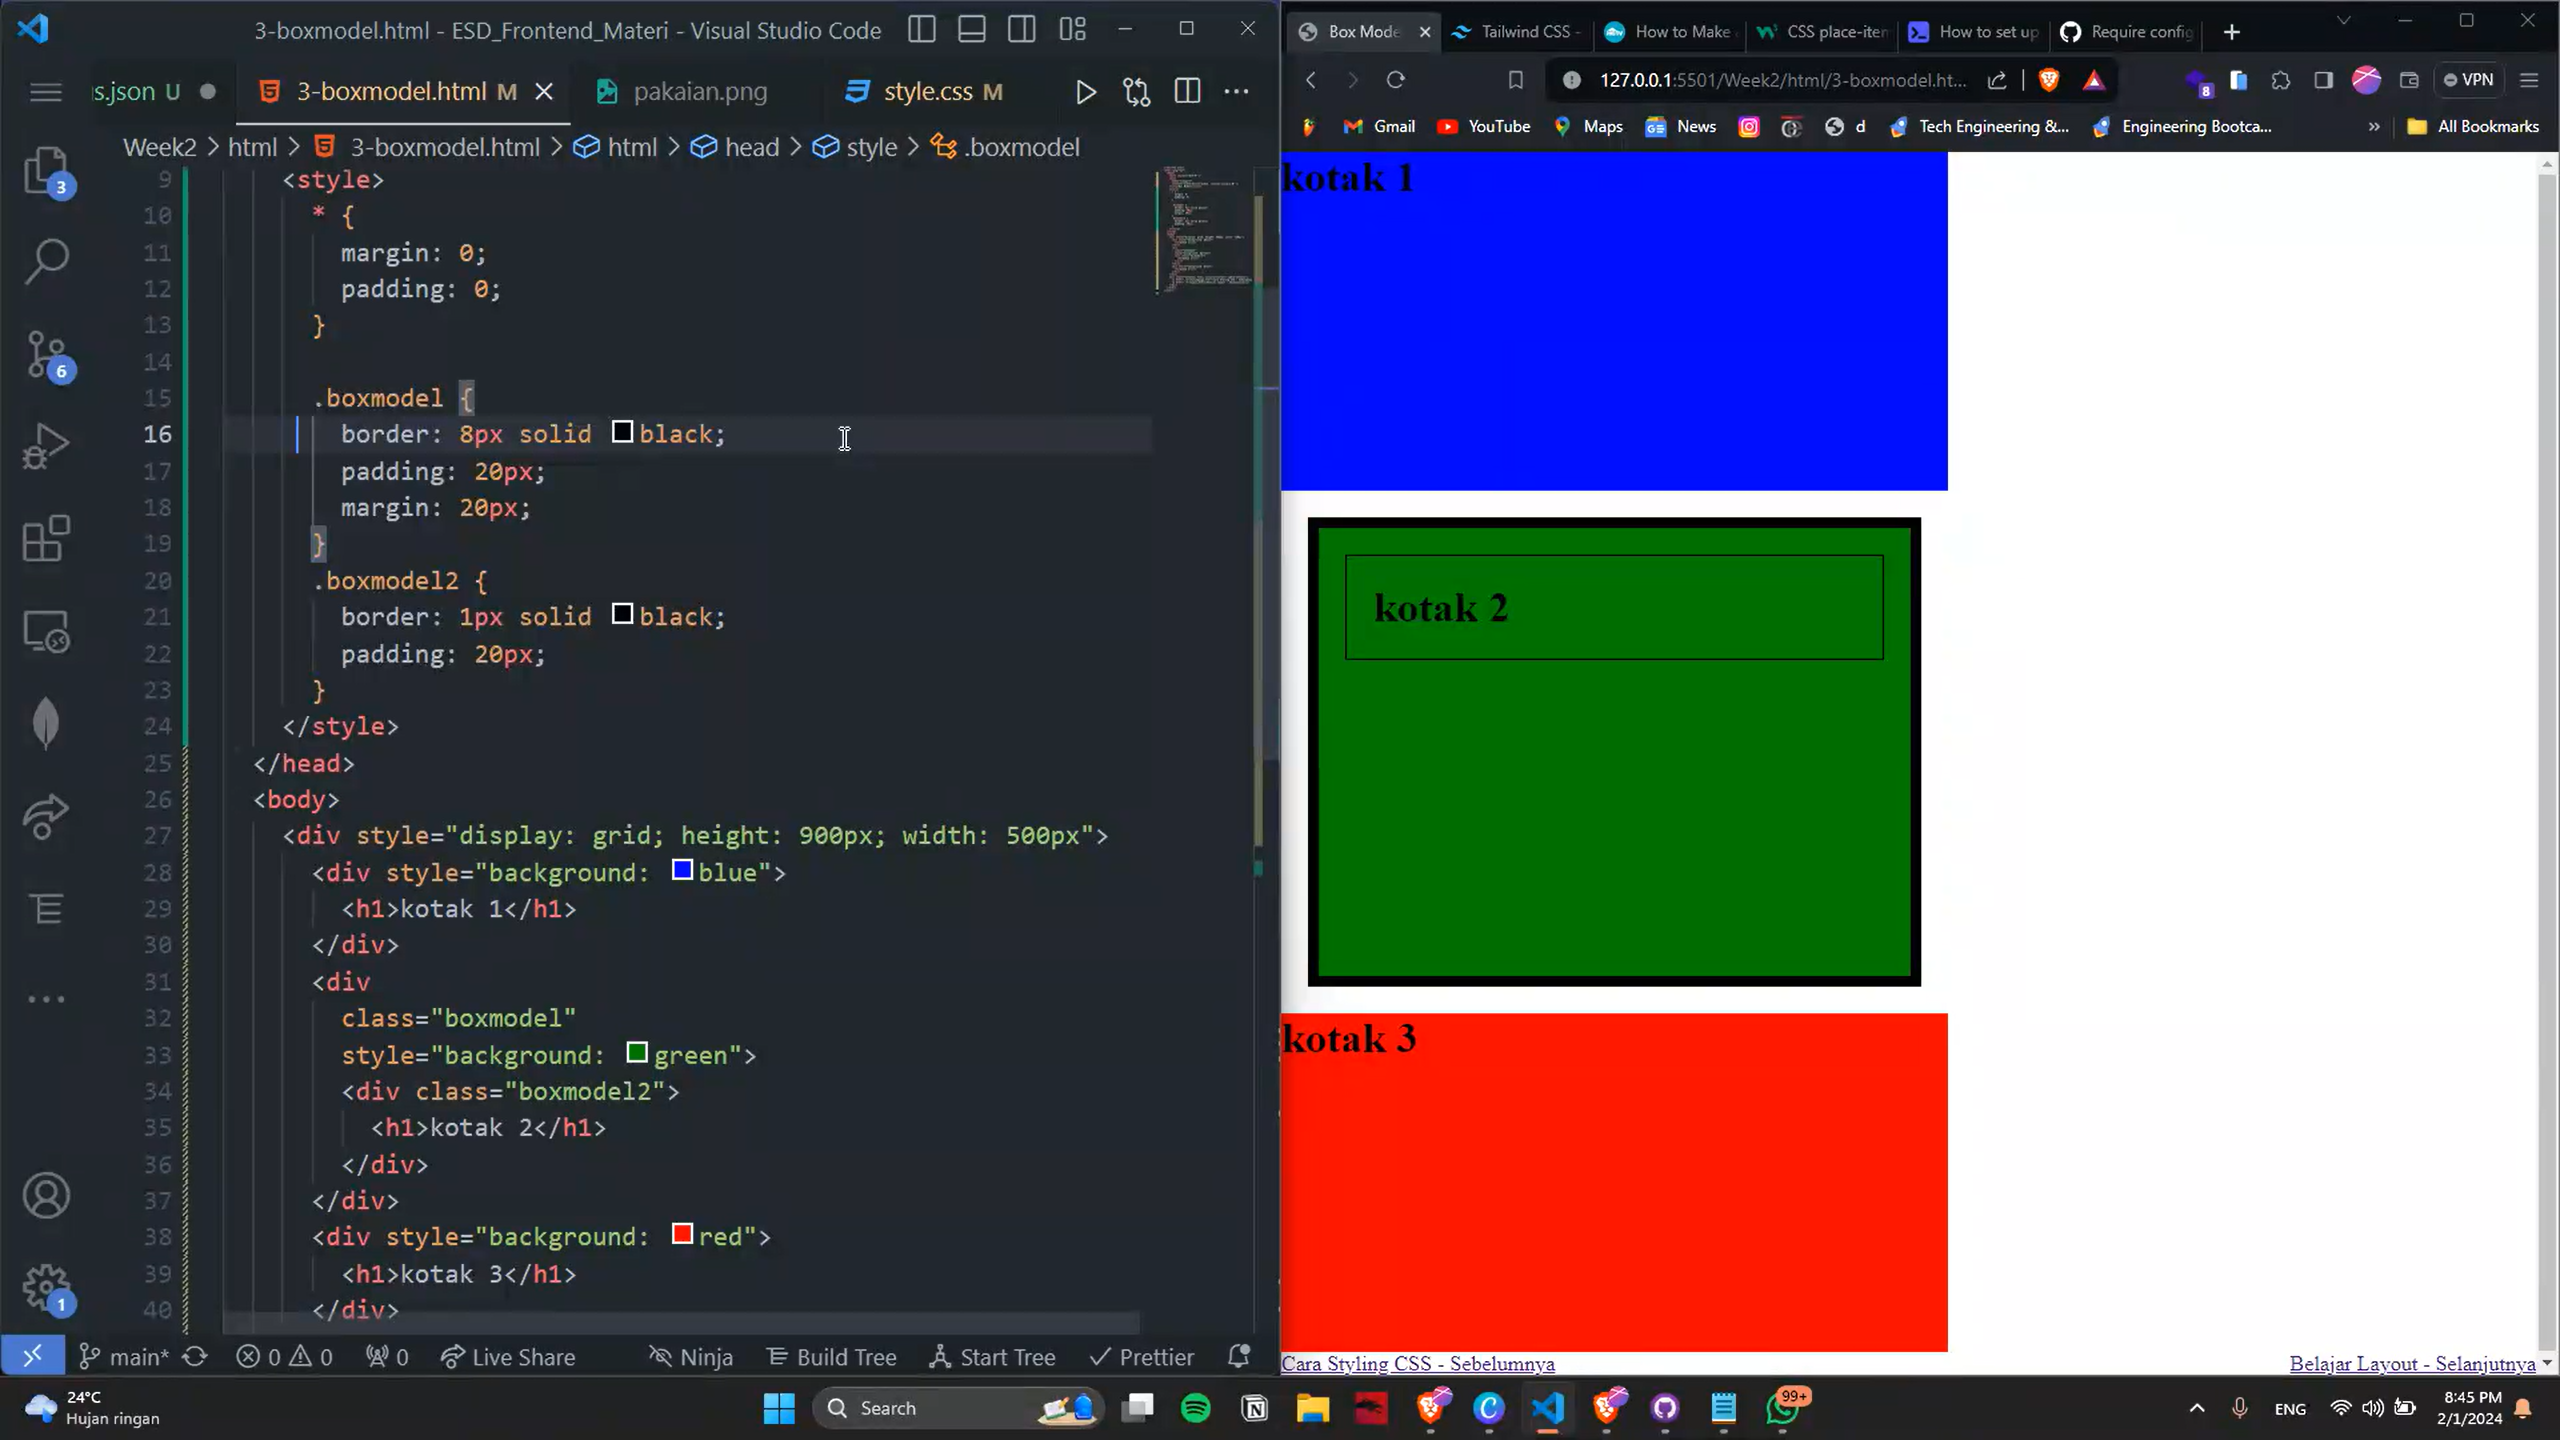 3-boxmodel.html - ESD_Frontend_Materi - Visual Studio Code
s.json U
3-boxmodel.html M
pakaian.png
style.css M
Week2 > html > 3-boxmodel.html > html > head > style > .boxmodel
9 <style>
10 * {
11 margin: 0;
12 padding: 0;
13 }
14
15 .boxmodel {
16 border: 8px solid black;
17 padding: 20px;
18 margin: 20px;
19 }
20 .boxmodel2 {
21 border: 1px solid black;
22 padding: 20px;
23 }
24 </style>
25 </head>
26 <body>
27 <div style="display: grid; height: 900px; width: 500px">
28 <div style="background: blue">
29 <h1>kotak 1</h1>
30 </div>
31 <div
32 class="boxmodel"
33 style="background: green">
34 <div class="boxmodel2">
35 <h1>kotak 2</h1>
36 </div>
37 </div>
38 <div style="background: red">
39 <h1>kotak 3</h1>
40 </div>
3
6
1
main* 0 0 0 Live Share Ninja Build Tree Start Tree Prettier
Box Mode
Tailwind CSS -
How to Make
CSS place-iten
How to set up
Require config
127.0.0.1:5501/Week2/html/3-boxmodel.ht...
8
VPN
Gmail YouTube Maps News d Tech Engineering &... Engineering Bootca... » All Bookmarks
kotak 1
kotak 2
kotak 3
Cara Styling CSS - Sebelumnya
Belajar Layout - Selanjutnya
24°C
Hujan ringan
Search
99+
ENG
8:45 PM
2/1/2024